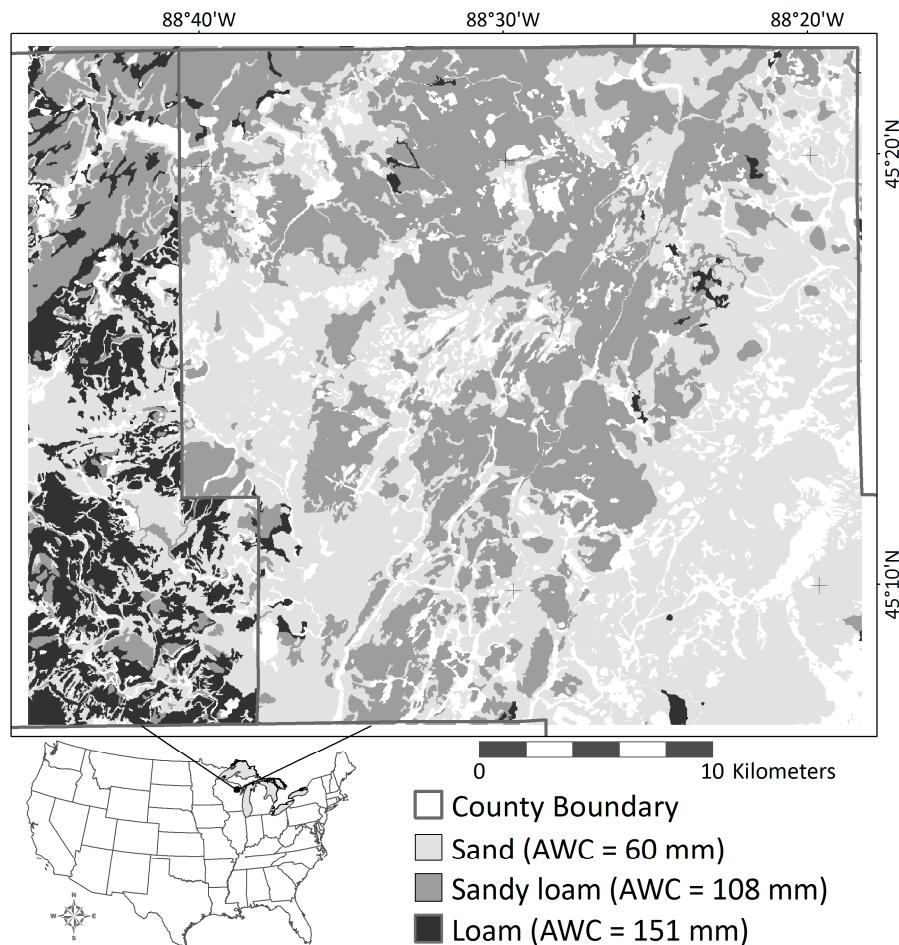 88°40'W 88°30'W 88°20'W
45°20'N
45°10'N
0 10 Kilometers
County Boundary
Sand (AWC = 60 mm)
Sandy loam (AWC = 108 mm)
Loam (AWC = 151 mm)
N
W E
S